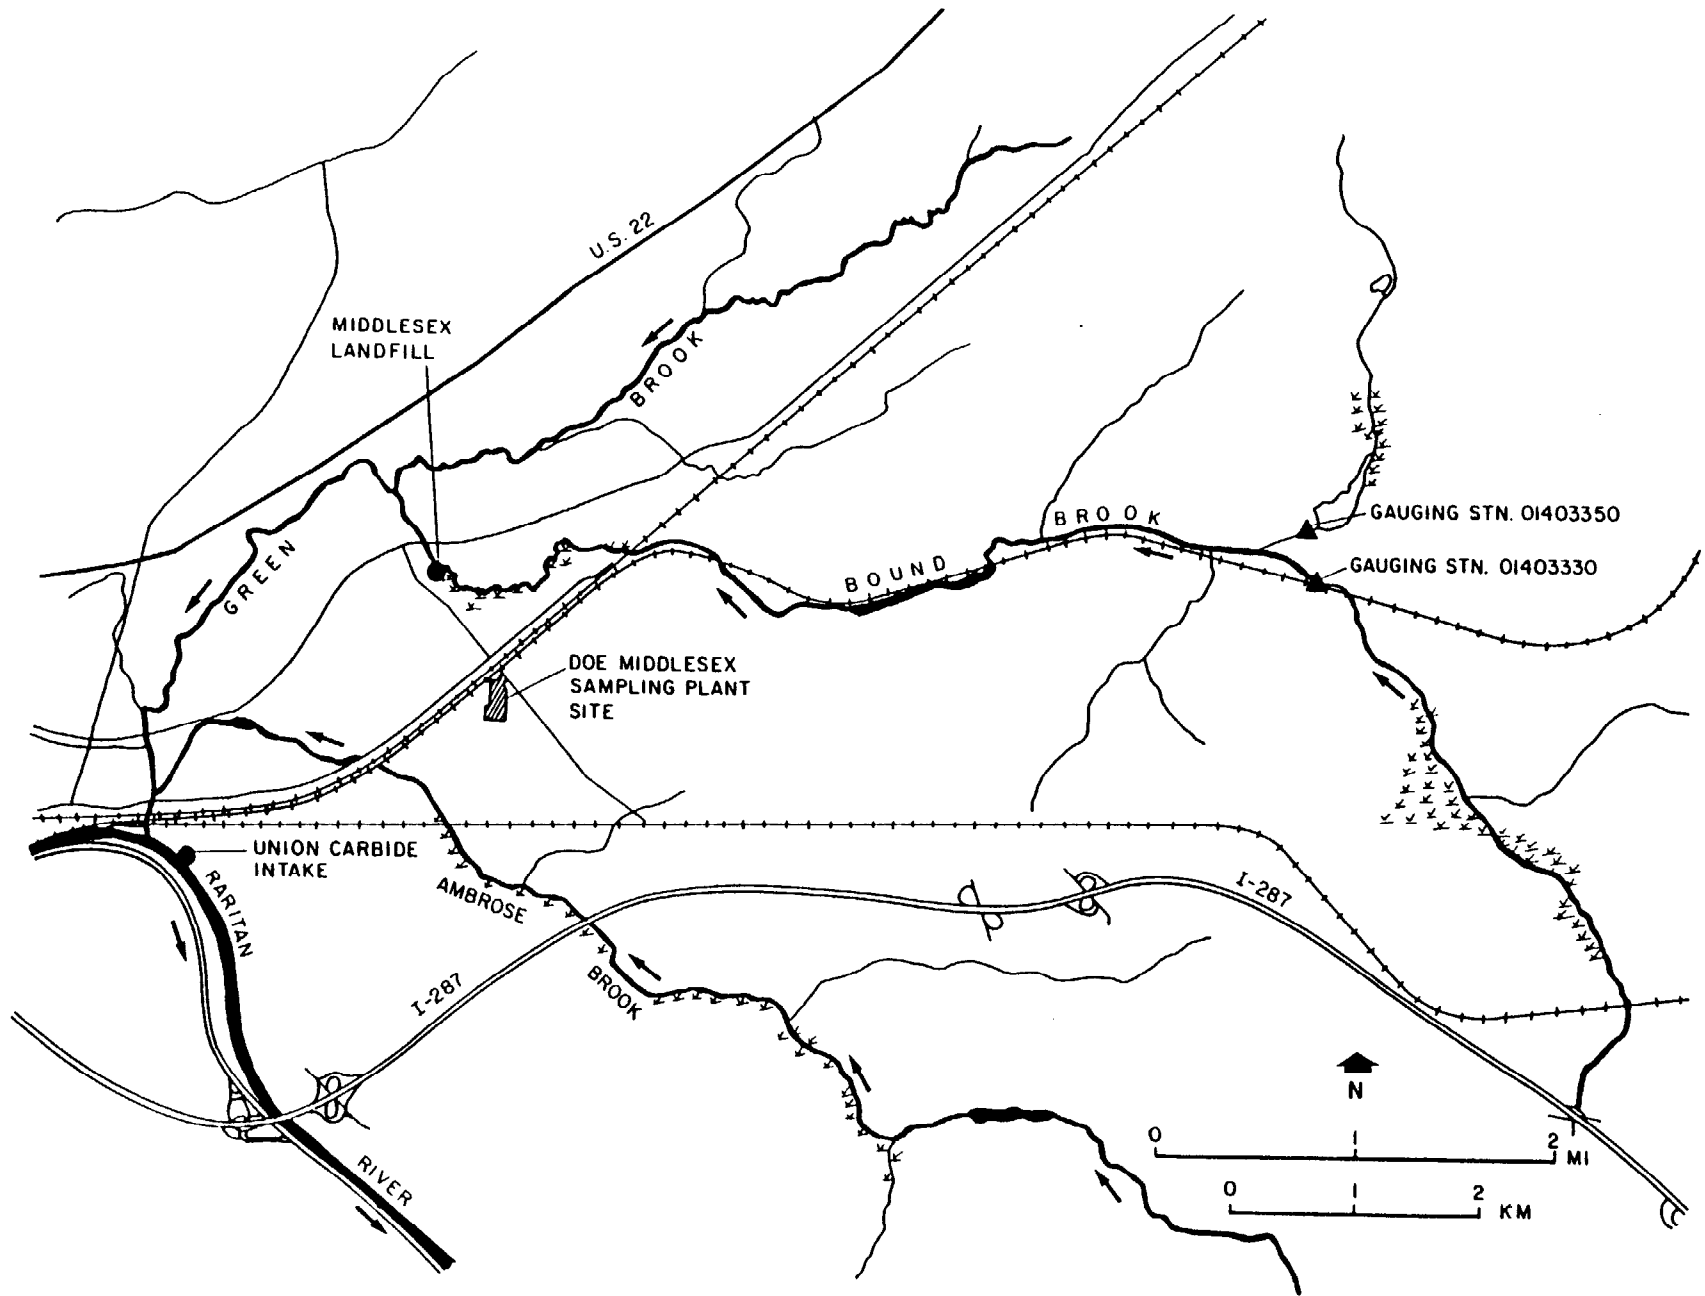 U.S. 22
MIDDLESEX
LANDFILL
BROOK
GREEN
BROOK
BOUND
GAUGING STN. 01403350
GAUGING STN. 01403330
DOE MIDDLESEX
SAMPLING PLANT
SITE
UNION CARBIDE
INTAKE
RARITAN
AMBROSE
BROOK
I-287
I-287
RIVER
N
0 1 2 MI
0 1 2 KM